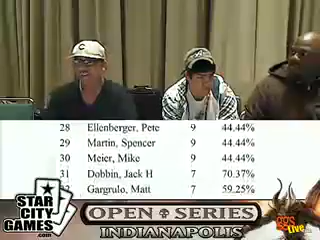 28 Ellenberger, Pete 9 44.44%
29 Martin, Spencer 9 44.44%
30 Meier, Mike 9 44.44%
31 Dobbin, Jack H 7 70.37%
Gargrulo, Matt 7 59.25%
STAR
CITY
GAMES
.com
OPEN SERIES
INDIANAPOLIS
ggs
Live
C